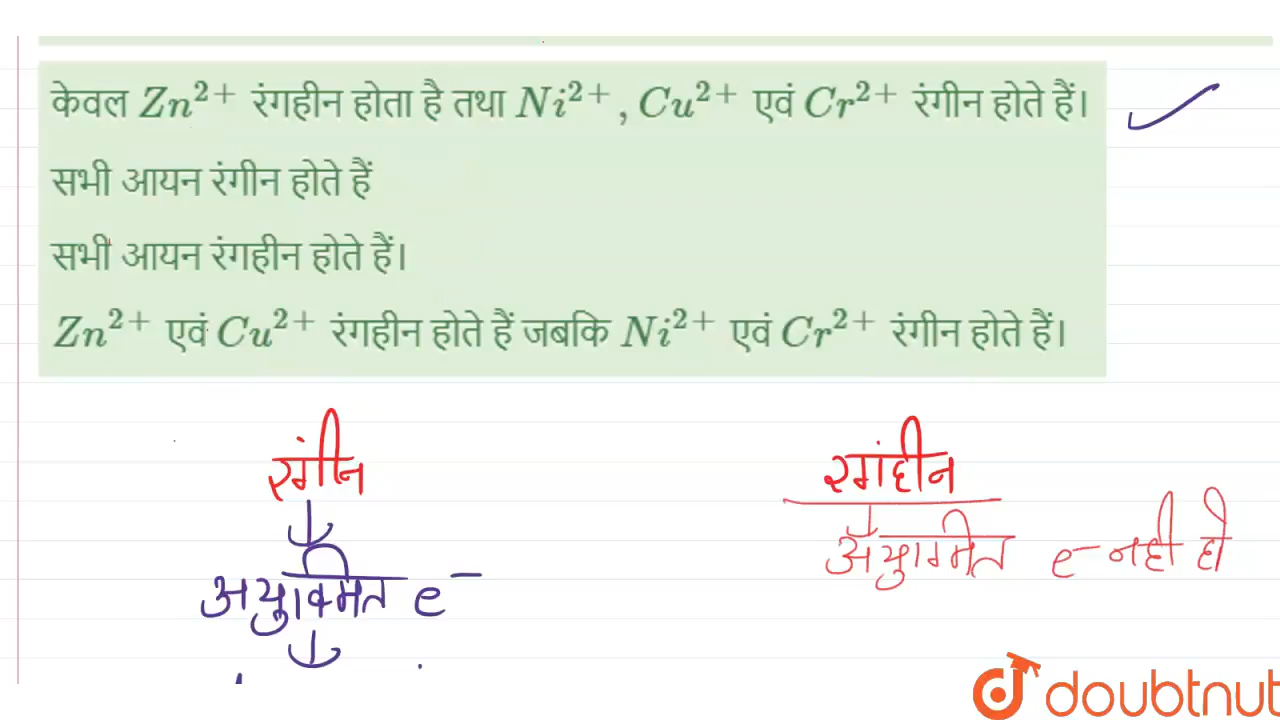 केवल Zn²⁺ रंगहीन होता है तथा Ni²⁺, Cu²⁺ एवं Cr²⁺ रंगीन होते हैं।
सभी आयन रंगीन होते हैं
सभी आयन रंगहीन होते हैं।
Zn²⁺ एवं Cu²⁺ रंगहीन होते हैं जबकि Ni²⁺ एवं Cr²⁺ रंगीन होते हैं।
रंगीन
रगंहीन
अयुग्मित e⁻ नही हो
अयुग्मित e⁻
doubtnut